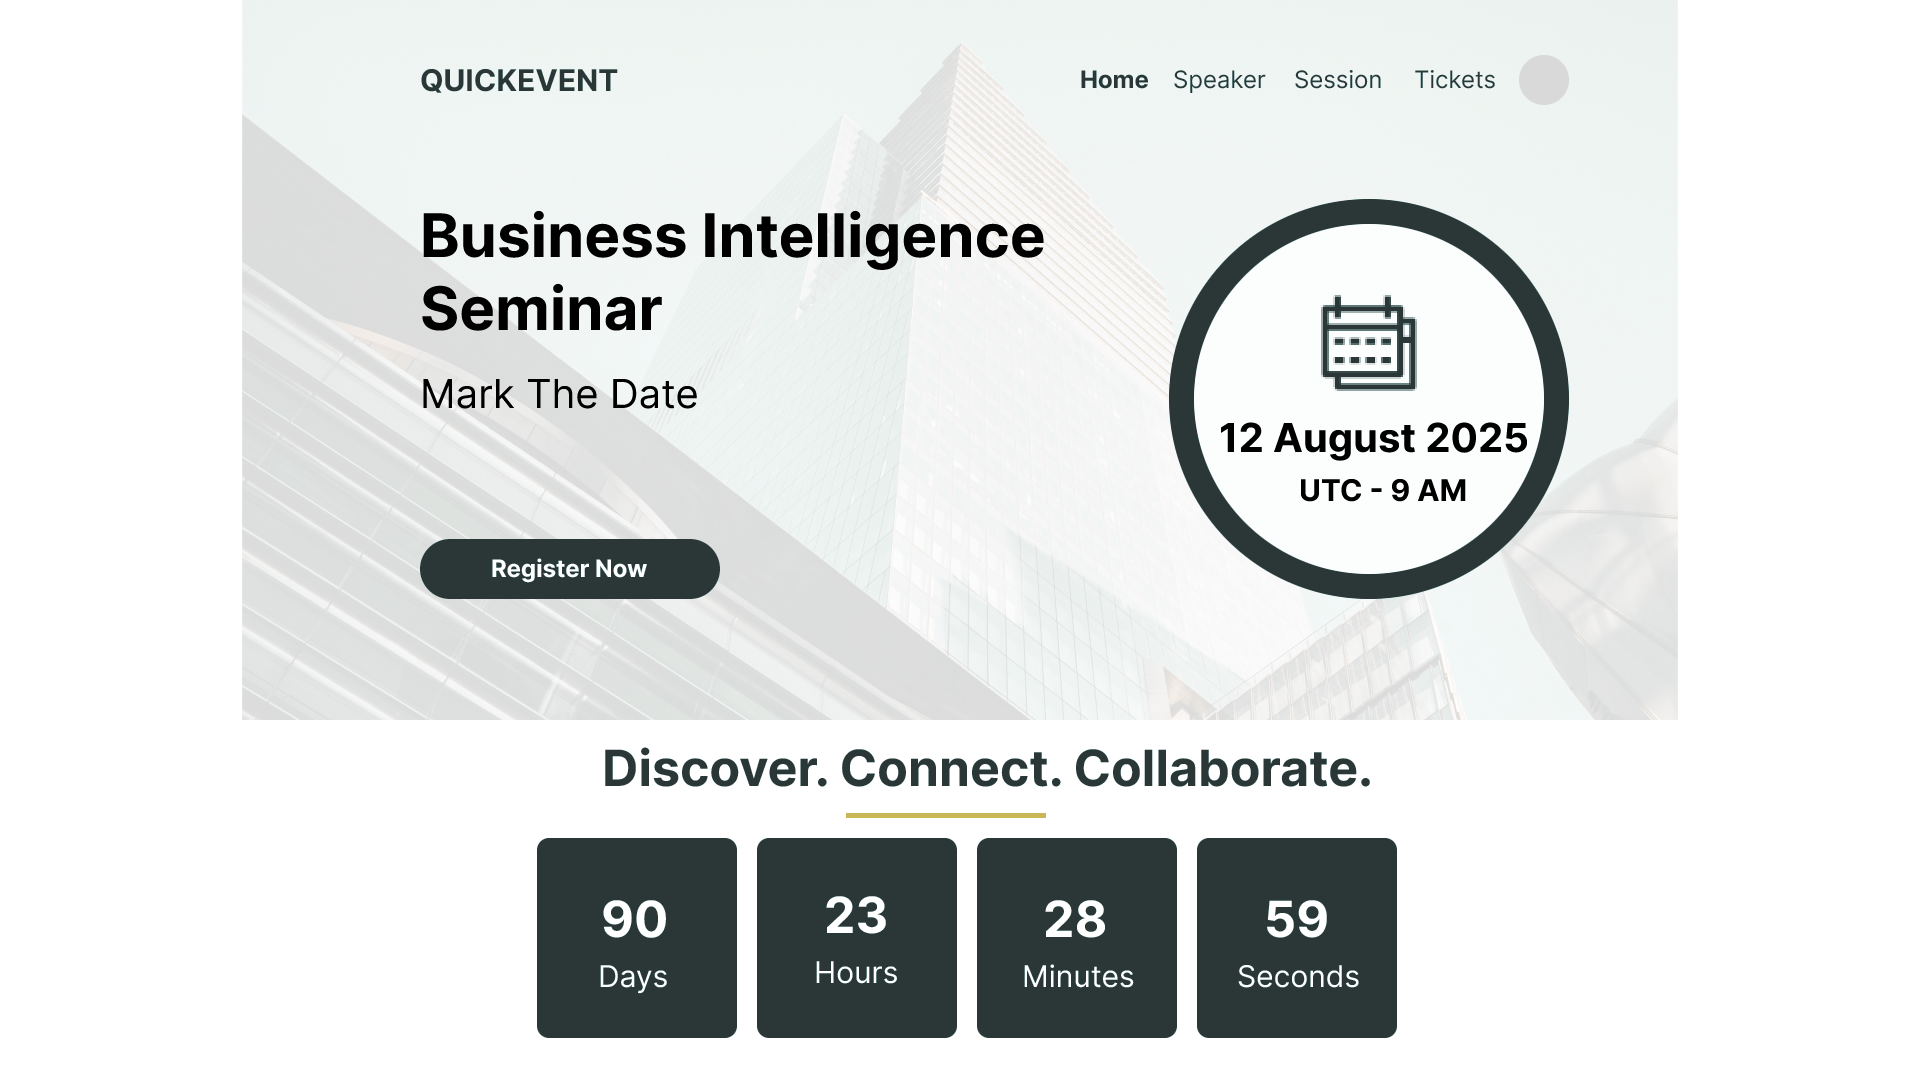 QUICKEVENT
Home Speaker Session Tickets
Business Intelligence
Seminar
Mark The Date
Register Now
12 August 2025
UTC - 9 AM
Discover. Connect. Collaborate.
90
Days
23
Hours
28
Minutes
59
Seconds